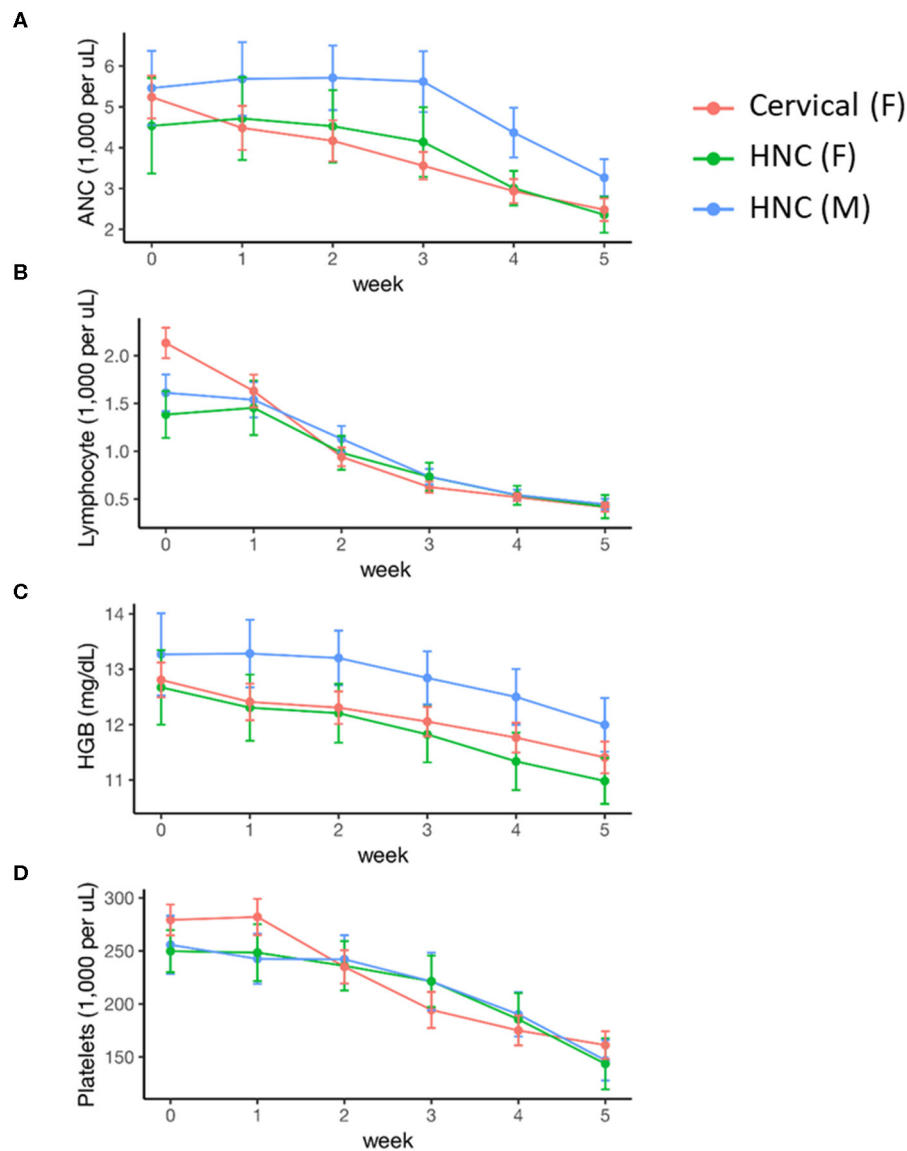 A
ANC (1,000 per uL)
6
5
4
3
2
0 1 2 3 4 5
week
Cervical (F)
HNC (F)
HNC (M)
B
Lymphocyte (1,000 per uL)
2.0
1.5
1.0
0.5
0 1 2 3 4 5
week
C
HGB (mg/dL)
14
13
12
11
0 1 2 3 4 5
week
D
Platelets (1,000 per uL)
300
250
200
150
0 1 2 3 4 5
week